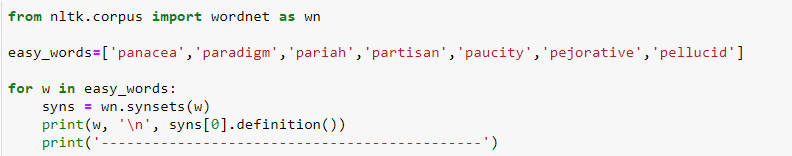 from nltk.corpus import wordnet as wn
easy_words=['panacea','paradigm','pariah','partisan','paucity','pejorative','pellucid']
for w in easy_words:
    syns = wn.synsets(w)
    print(w, '\n', syns[0].definition())
    print('-----------------------------------------------')